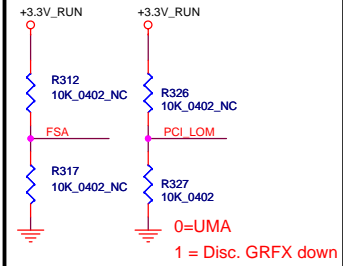 +3.3V_RUN +3.3V_RUN
R312
10K_0402_NC
R326
10K_0402_NC
FSA
PCI_LOM
R317
10K_0402_NC
R327
10K_0402
0=UMA
1 = Disc. GRFX down